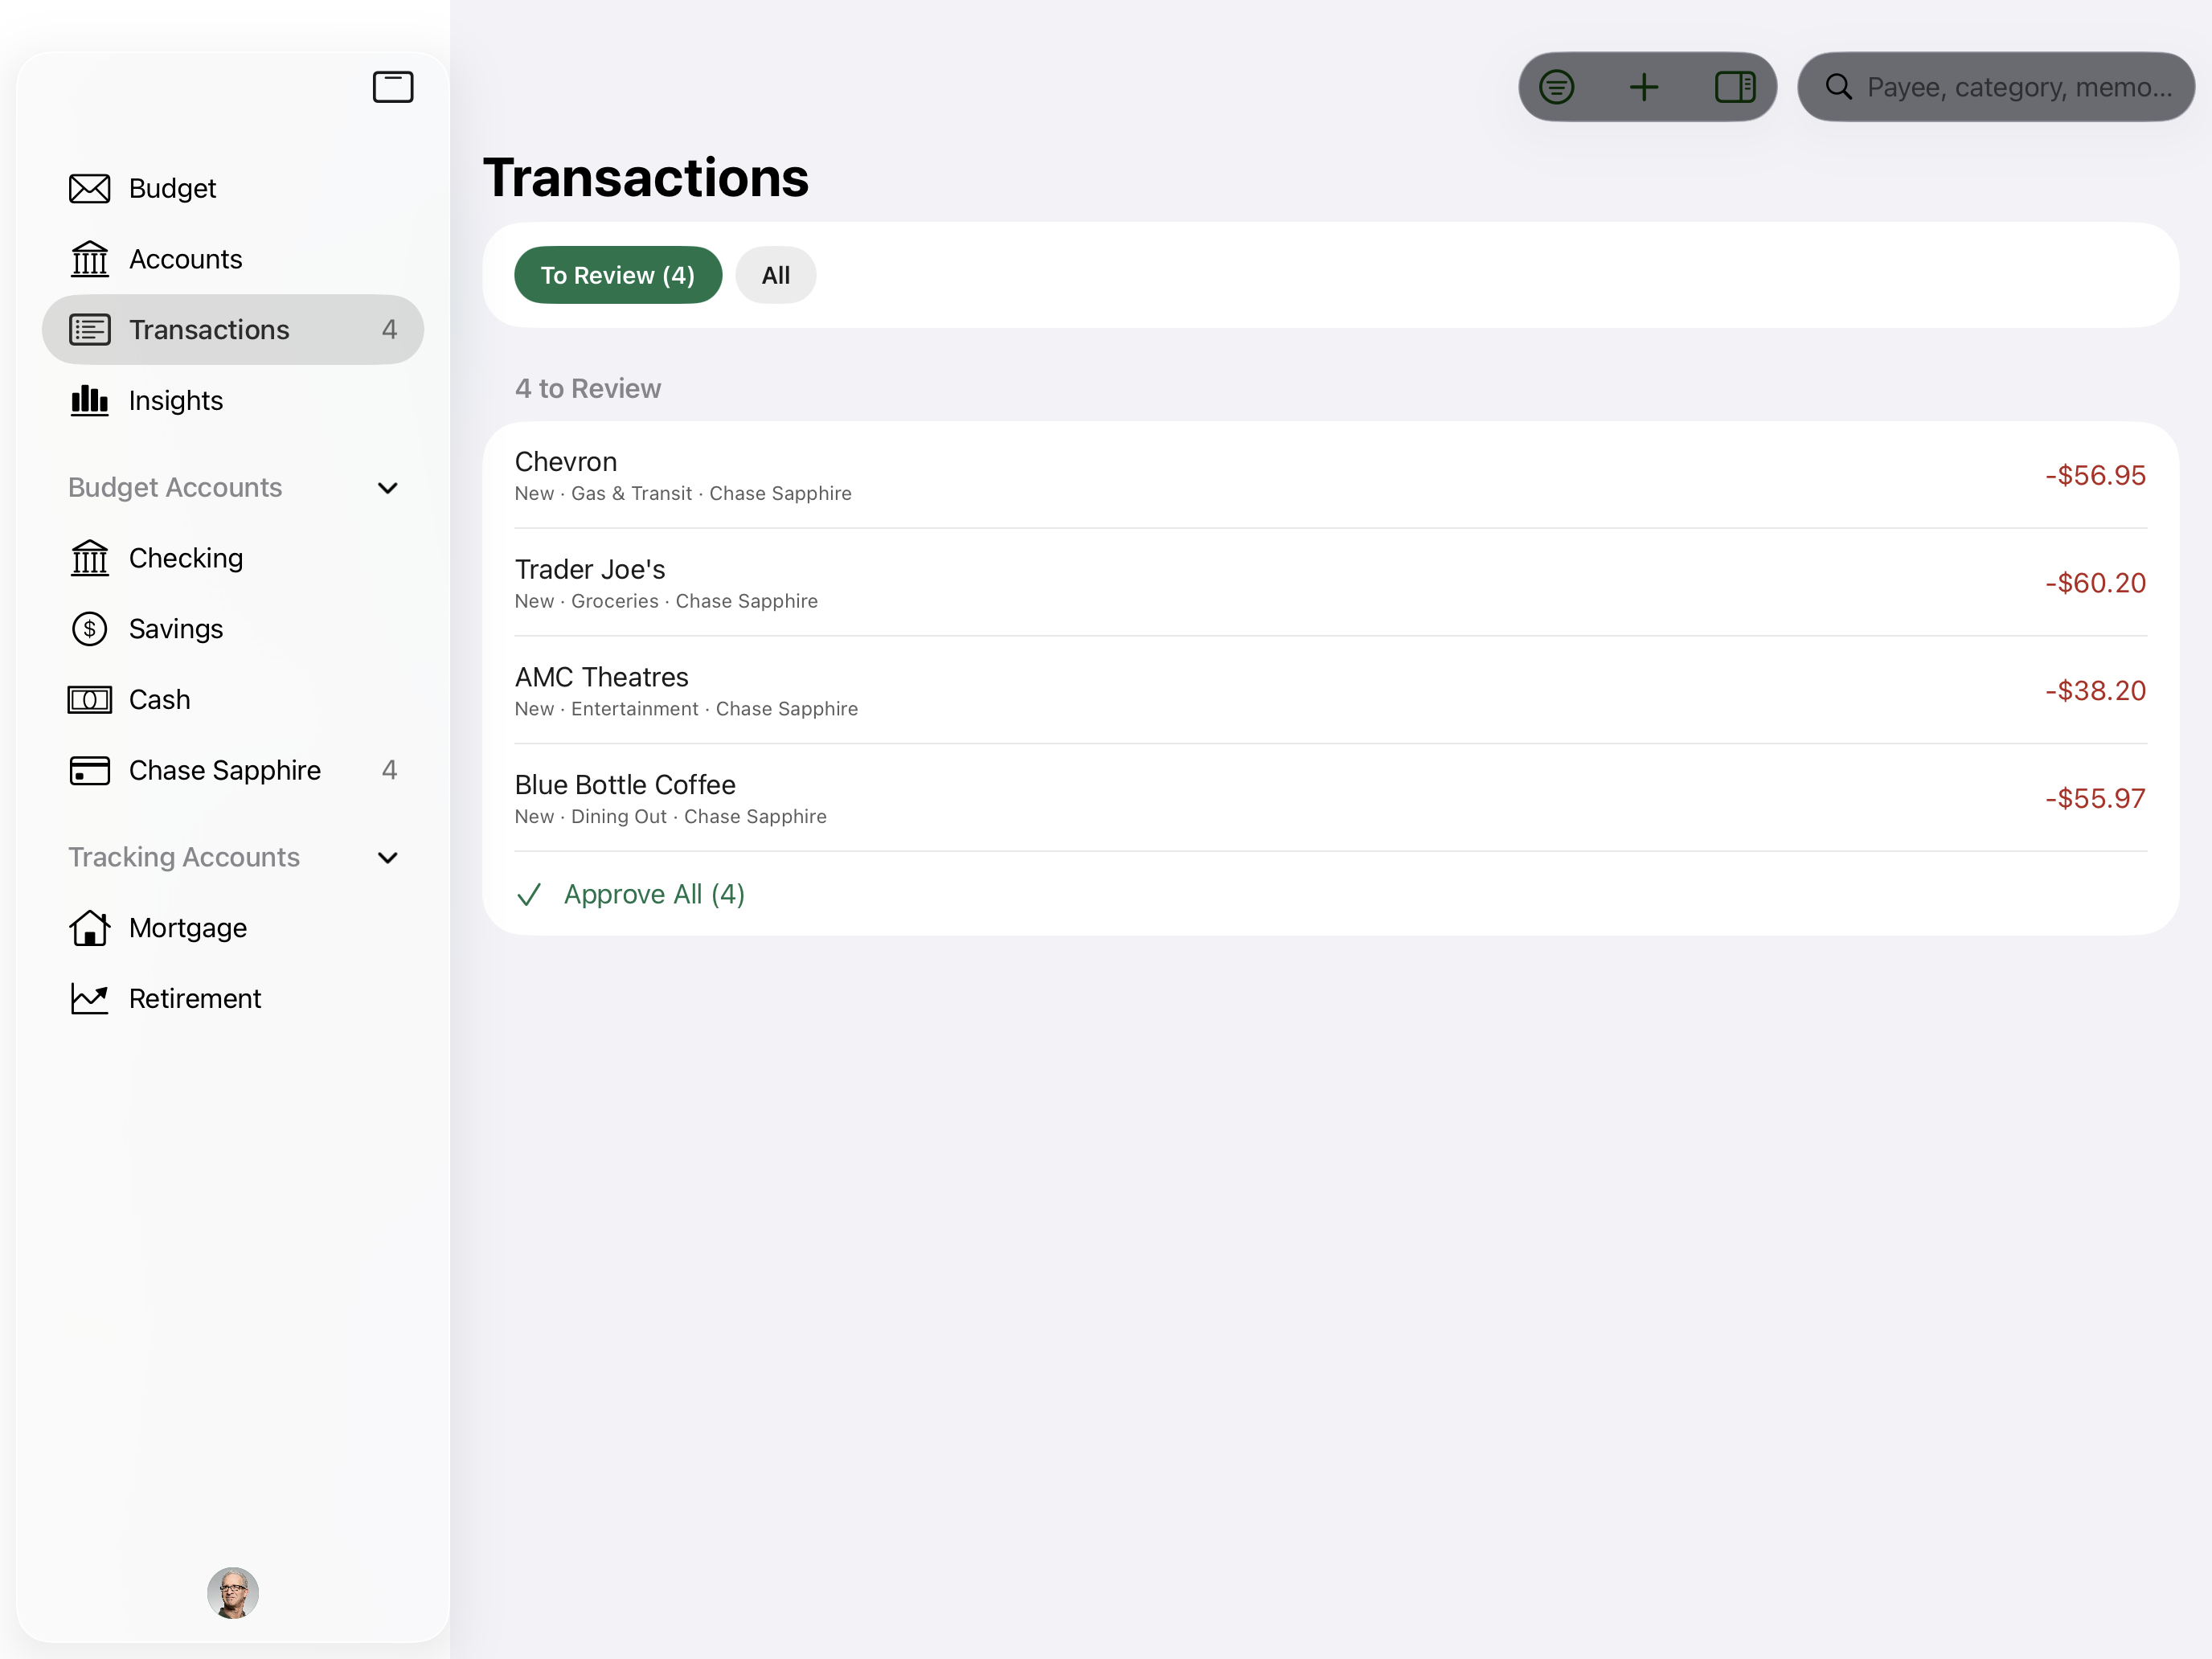 Budget
Accounts
Transactions 4
Insights
Budget Accounts
Checking
Savings
Cash
Chase Sapphire 4
Tracking Accounts
Mortgage
Retirement
Payee, category, memo...
Transactions
To Review (4) All
4 to Review
Chevron
New · Gas & Transit · Chase Sapphire
-$56.95
Trader Joe's
New · Groceries · Chase Sapphire
-$60.20
AMC Theatres
New · Entertainment · Chase Sapphire
-$38.20
Blue Bottle Coffee
New · Dining Out · Chase Sapphire
-$55.97
Approve All (4)